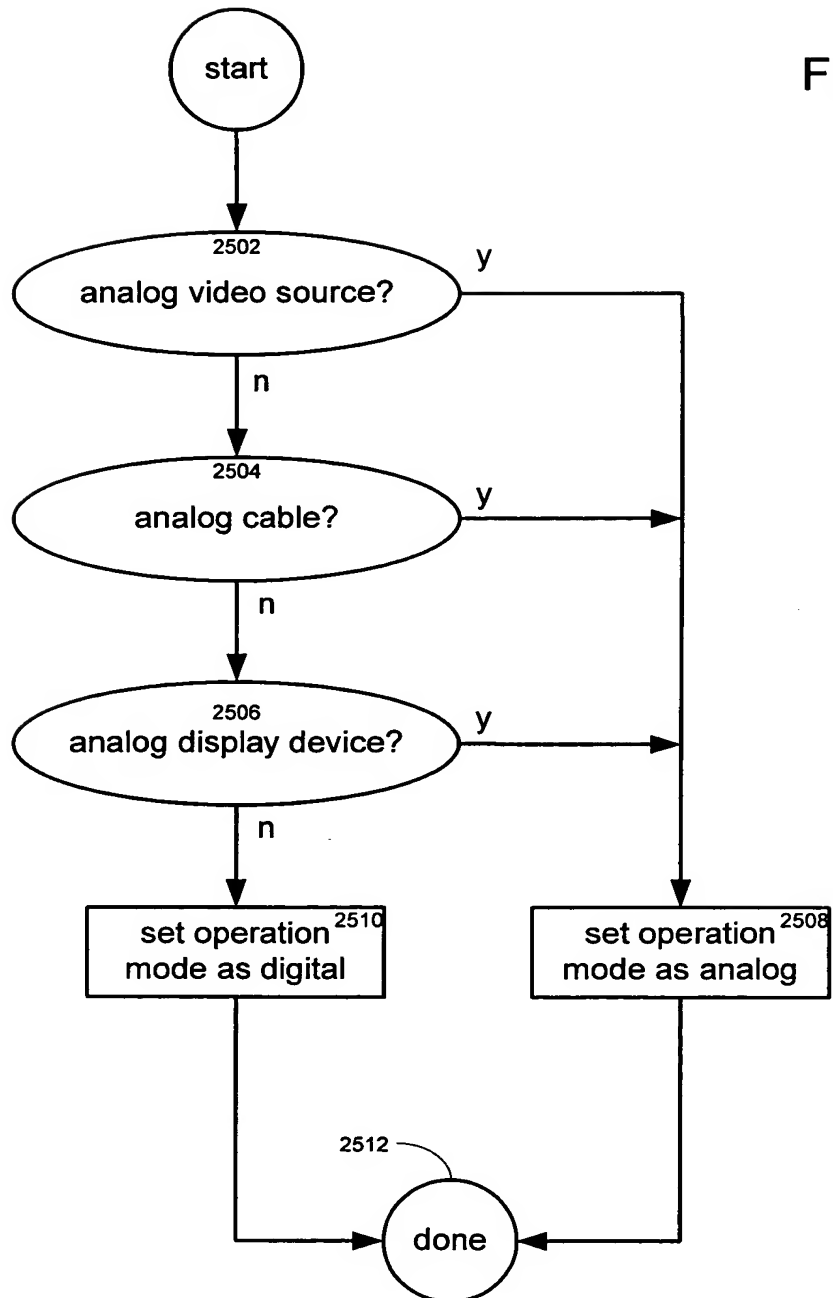 start
F
2502
analog video source?
y
n
2504
analog cable?
y
n
2506
analog display device?
y
n
set operation 2510
mode as digital
set operation 2508
mode as analog
2512
done